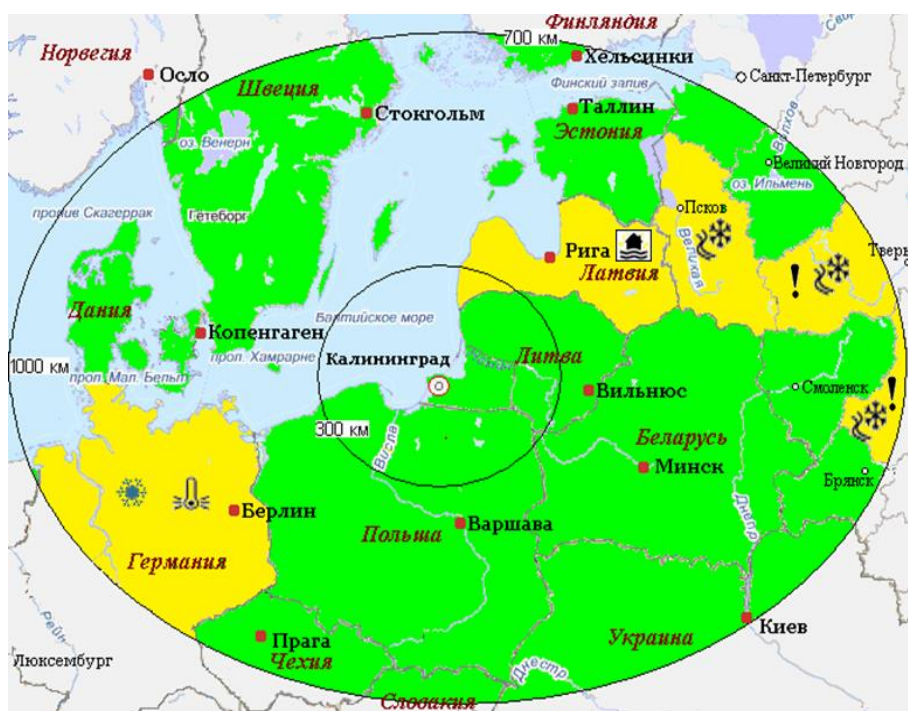 Финляндия
700 км
Норвегия
Хельсинки
Осло
Швеция
Санкт-Петербург
Финский запив
Стокгольм
Таллин
Эстония
Волхов
оз. Венерн
Великий Новгород
оз. Ильмень
Псков
пролив Скагеррак
Гётеборг
Великая
Рига
Латвия
Тверь
!
Дания
Балтийское море
Копенгаген
прол. Хамрарне
Калининград
Литва
1000 км
прол. Мал. Бельт
Смоленск
!
Вильнюс
300 км
Висла
Беларусь
Минск
Брянск
Берлин
Днепр
Польша
Варшава
Германия
Рейн
Украина
Киев
Прага
Чехия
Люксембург
Днестр
Словакия